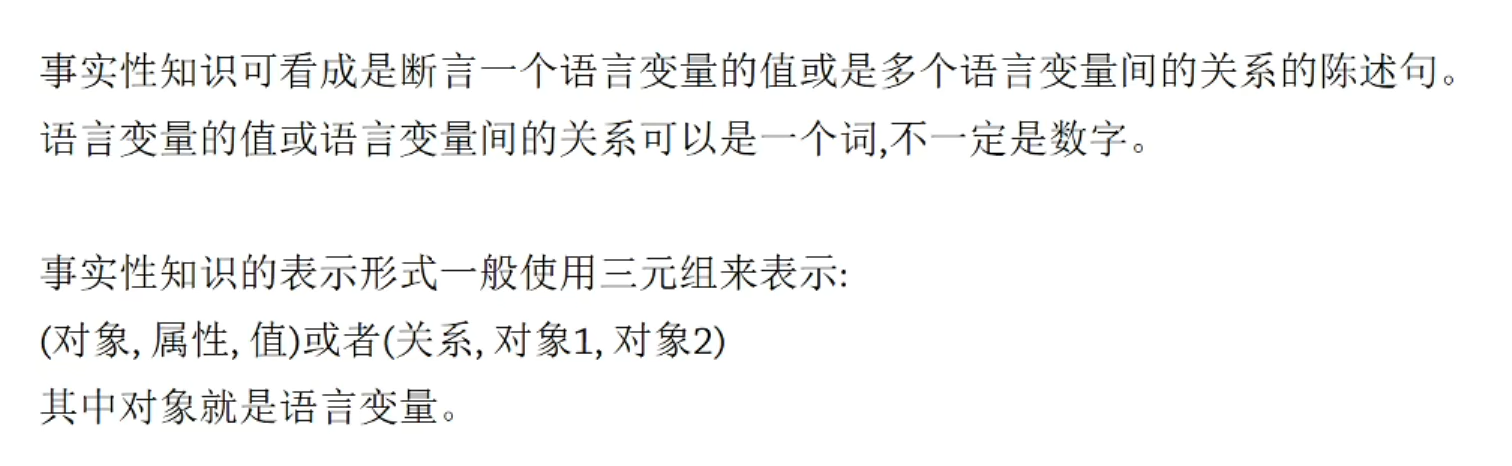 事实性知识可看成是断言一个语言变量的值或是多个语言变量间的关系的陈述句。
语言变量的值或语言变量间的关系可以是一个词,不一定是数字。
事实性知识的表示形式一般使用三元组来表示:
(对象, 属性, 值)或者(关系, 对象1, 对象2)
其中对象就是语言变量。